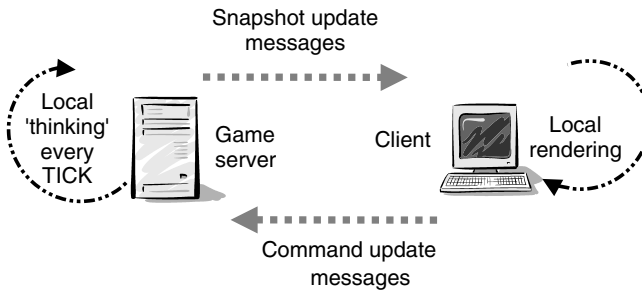 Snapshot update
messages
Local
'thinking'
every
TICK
Game
server
Client
Local
rendering
Command update
messages